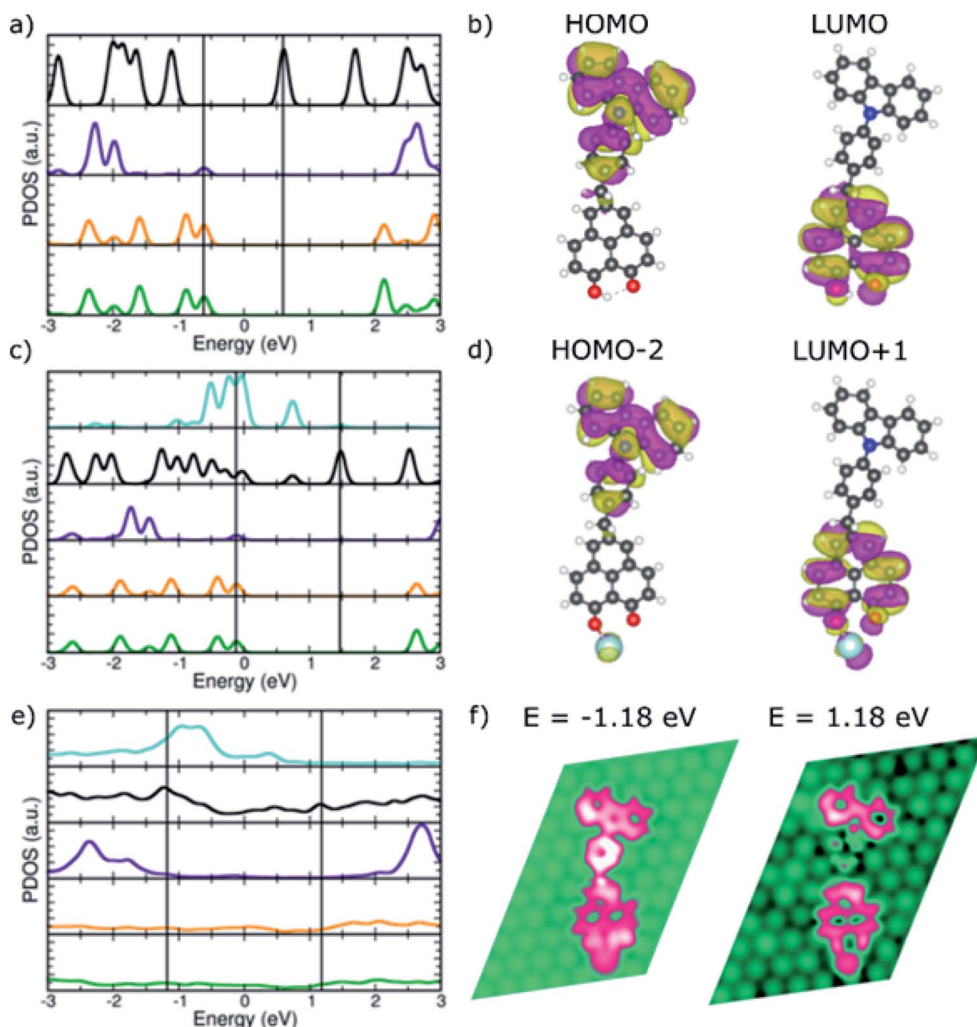 a)
PDOS (a.u.)
-3 -2 -1 0 1 2 3
Energy (eV)
b)
HOMO LUMO
c)
PDOS (a.u.)
-3 -2 -1 0 1 2 3
Energy (eV)
d)
HOMO-2 LUMO+1
e)
PDOS (a.u.)
-3 -2 -1 0 1 2 3
Energy (eV)
f)
E = -1.18 eV E = 1.18 eV